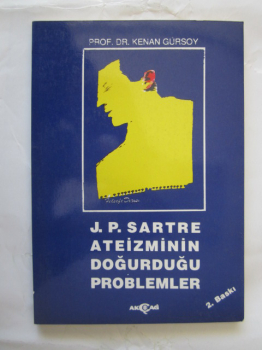 PROF. DR. KENAN GÜRSOY
J. P. SARTRE
ATEİZMİNİN
DOĞURDUĞU
PROBLEMLER
2. Baskı
AKÇAĞ